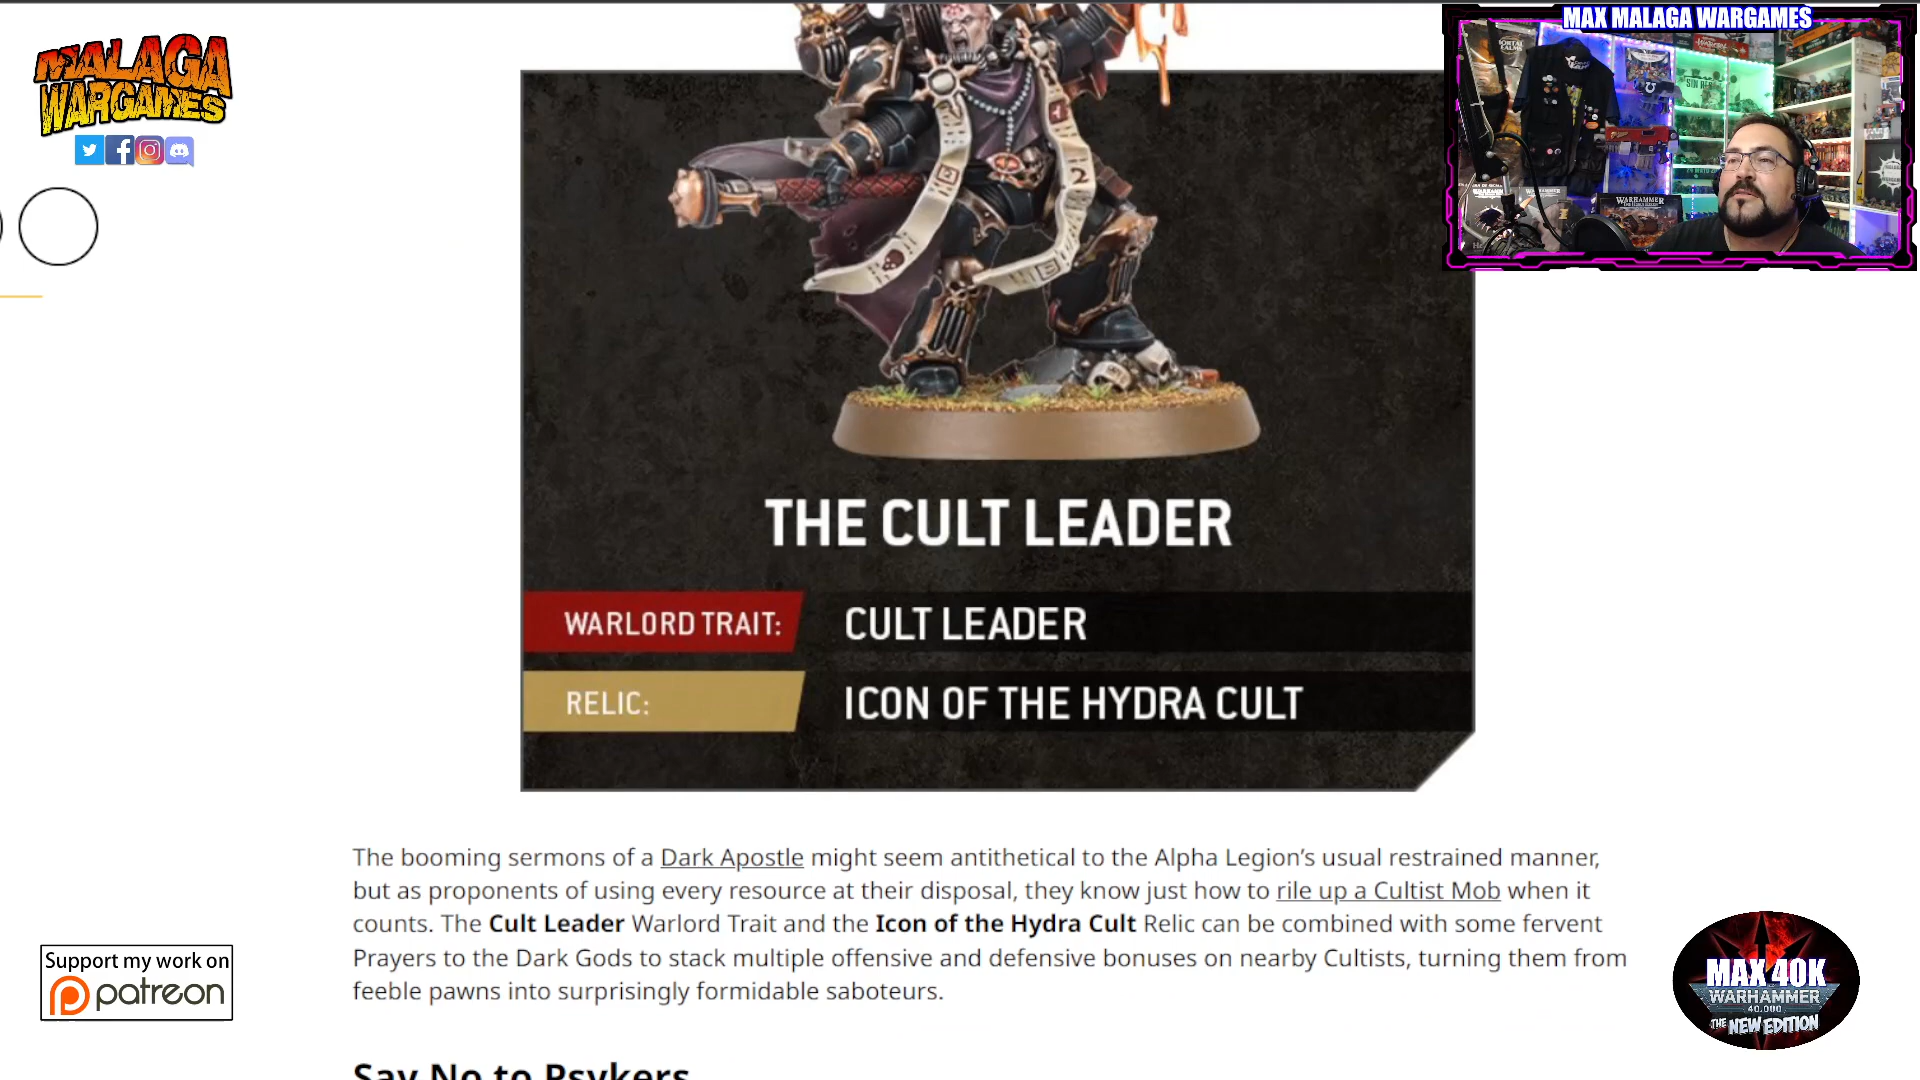 MALAGA
WARGAMES
MAX MALAGA WARGAMES
WARHAMMER
THE CULT LEADER
WARLORD TRAIT: CULT LEADER
RELIC: ICON OF THE HYDRA CULT
The booming sermons of a Dark Apostle might seem antithetical to the Alpha Legion’s usual restrained manner,
but as proponents of using every resource at their disposal, they know just how to rile up a Cultist Mob when it
counts. The Cult Leader Warlord Trait and the Icon of the Hydra Cult Relic can be combined with some fervent
Prayers to the Dark Gods to stack multiple offensive and defensive bonuses on nearby Cultists, turning them from
feeble pawns into surprisingly formidable saboteurs.
Say No to Psykers
Support my work on
patreon
MAX 40K
WARHAMMER
40,000
THE NEW EDITION